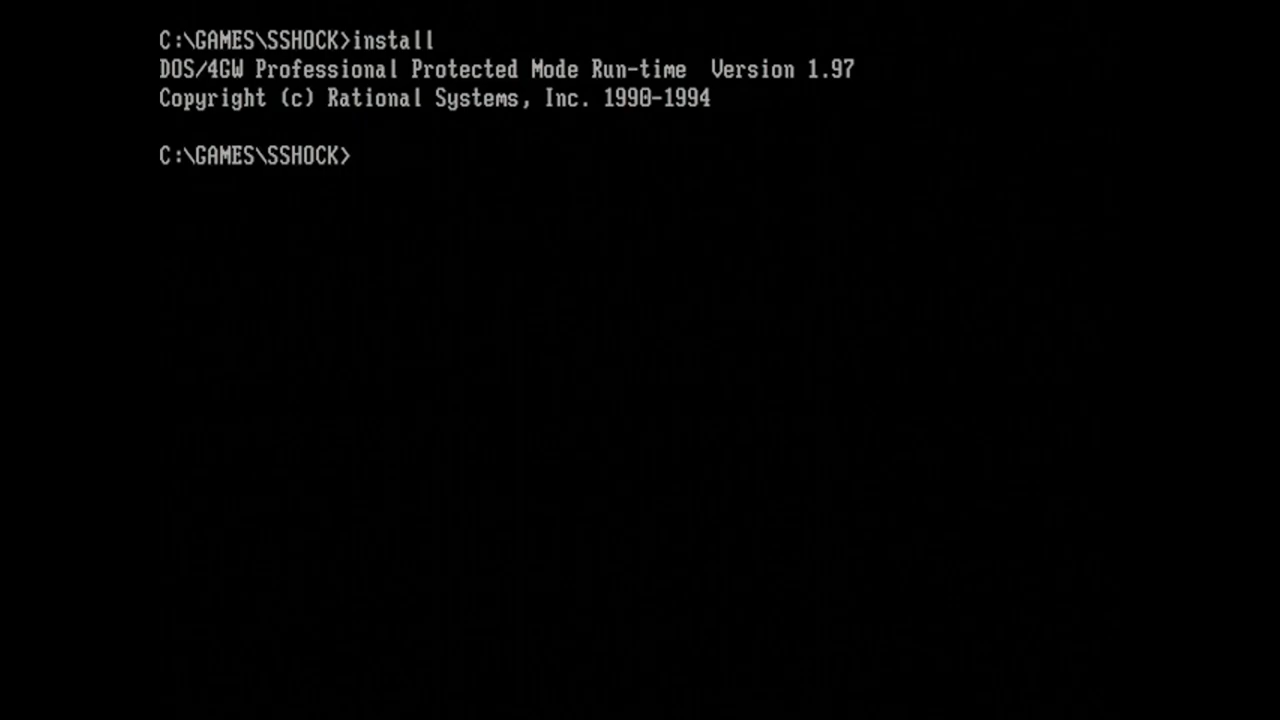 C:\GAMES\SSHOCK>install
DOS/4GW Professional Protected Mode Run-time  Version 1.97
Copyright (c) Rational Systems, Inc. 1990-1994
C:\GAMES\SSHOCK>